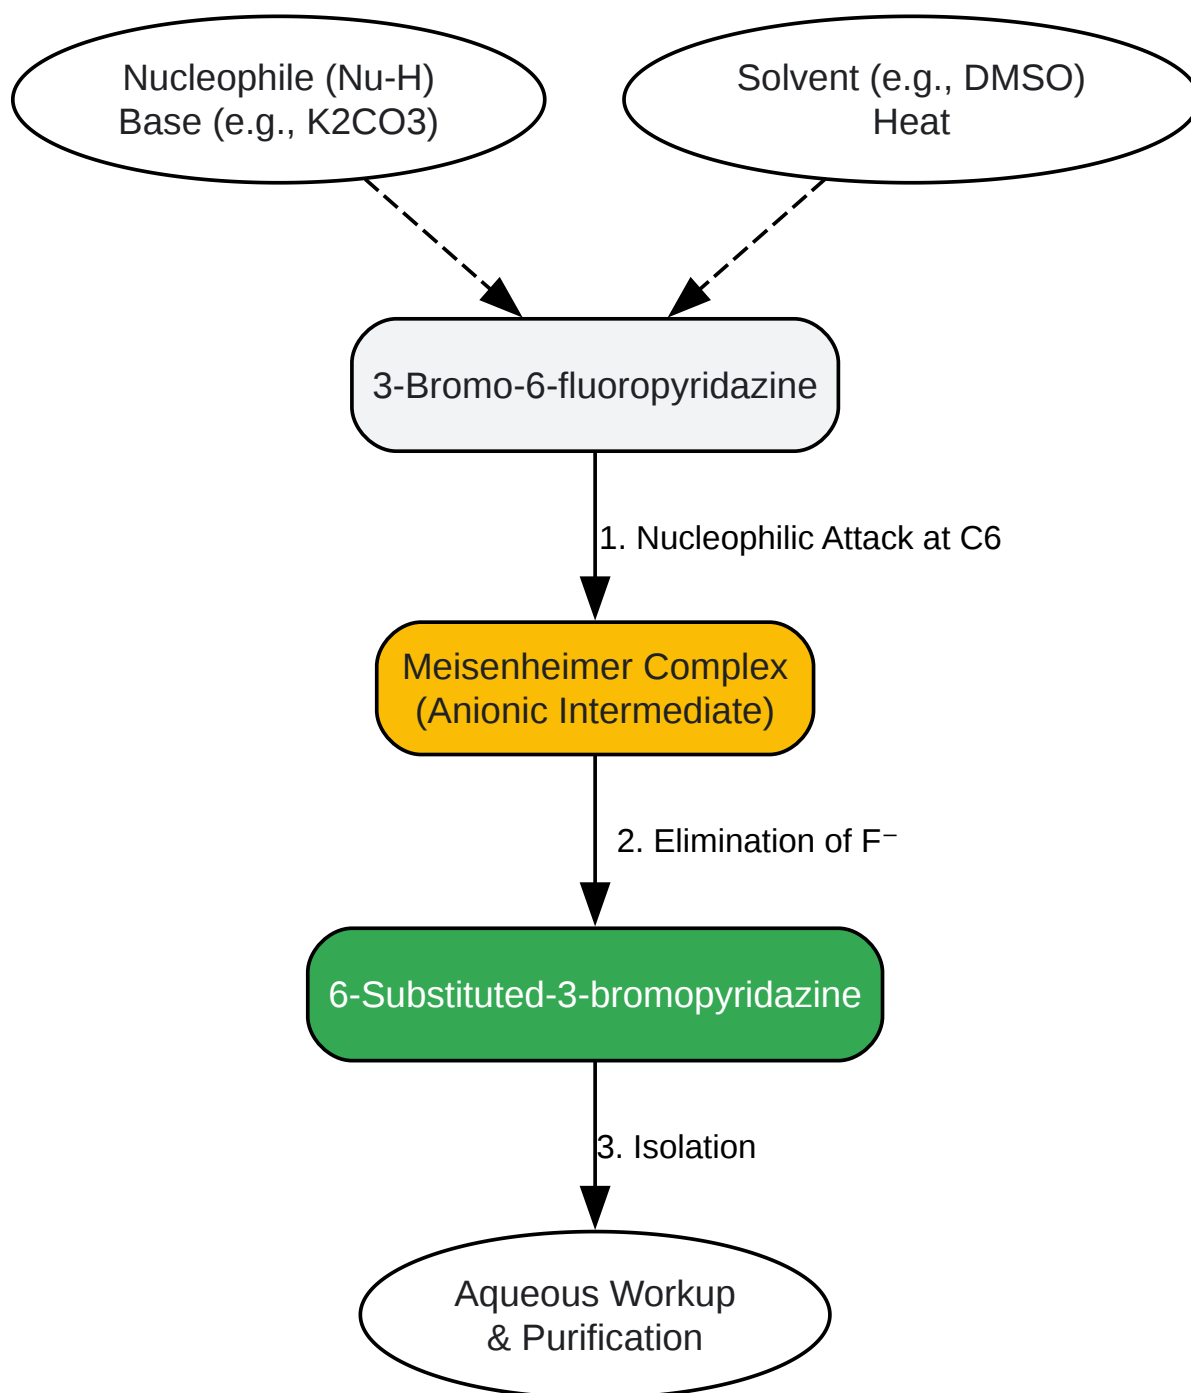 Nucleophile (Nu-H)
Base (e.g., K2CO3)
Solvent (e.g., DMSO)
Heat
3-Bromo-6-fluoropyridazine
1. Nucleophilic Attack at C6
Meisenheimer Complex
(Anionic Intermediate)
2. Elimination of F⁻
6-Substituted-3-bromopyridazine
3. Isolation
Aqueous Workup
& Purification